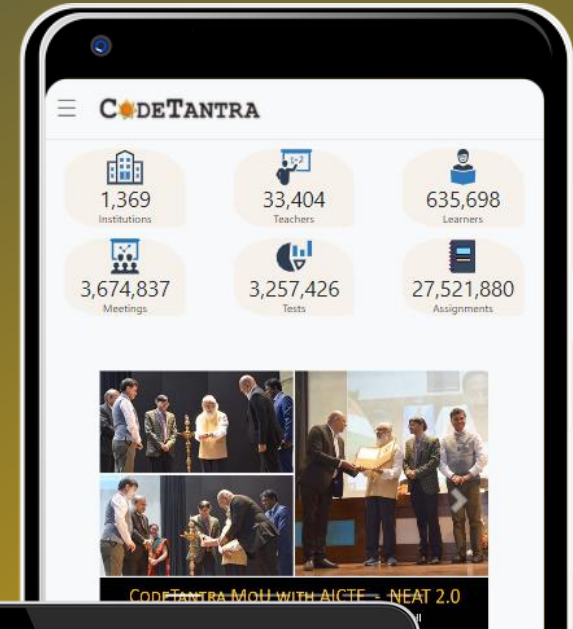 CODETANTRA
1,369 33,404 635,698
Institutions Teachers Learners
3,674,837 3,257,426 27,521,880
Meetings Tests Assignments
CODETANTRA MOU WITH AICTE - NEAT 2.0